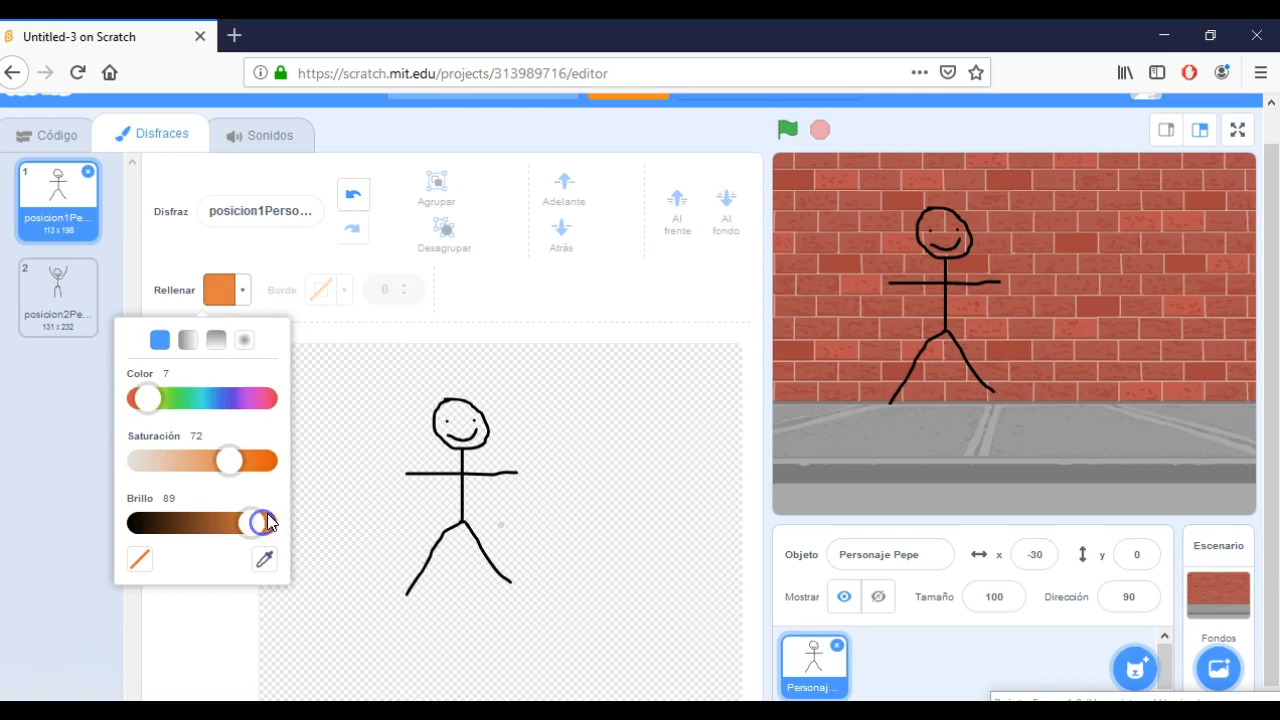 Untitled-3 on Scratch
https://scratch.mit.edu/projects/313989716/editor
Código
Disfraces
Sonidos
1
posicion1Pe...
113 x 196
2
posicion2Pe...
131 x 232
Disfraz
posicion1Perso...
Agrupar
Desagrupar
Adelante
Atrás
Al frente
Al fondo
Rellenar
Borde
0
Color 7
Saturación 72
Brillo 89
Objeto
Personaje Pepe
x
-30
y
0
Mostrar
Tamaño
100
Dirección
90
Personaj...
Escenario
Fondos